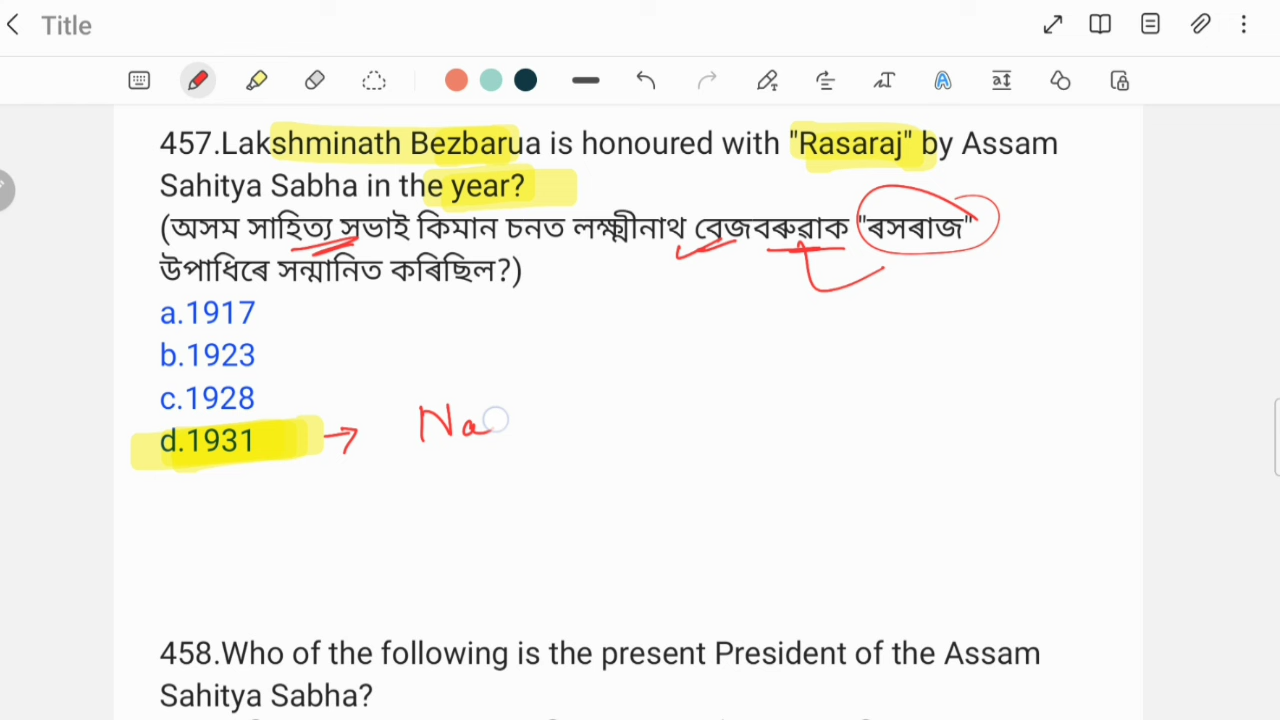 Title
457.Lakshminath Bezbarua is honoured with "Rasaraj" by Assam
Sahitya Sabha in the year?
(অসম সাহিত্য সভাই কিমান চনত লক্ষ্মীনাথ বেজবৰুৱাক "ৰসৰাজ"
উপাধিৰে সন্মানিত কৰিছিল?)
a.1917
b.1923
c.1928
d.1931
Na
458.Who of the following is the present President of the Assam
Sahitya Sabha?